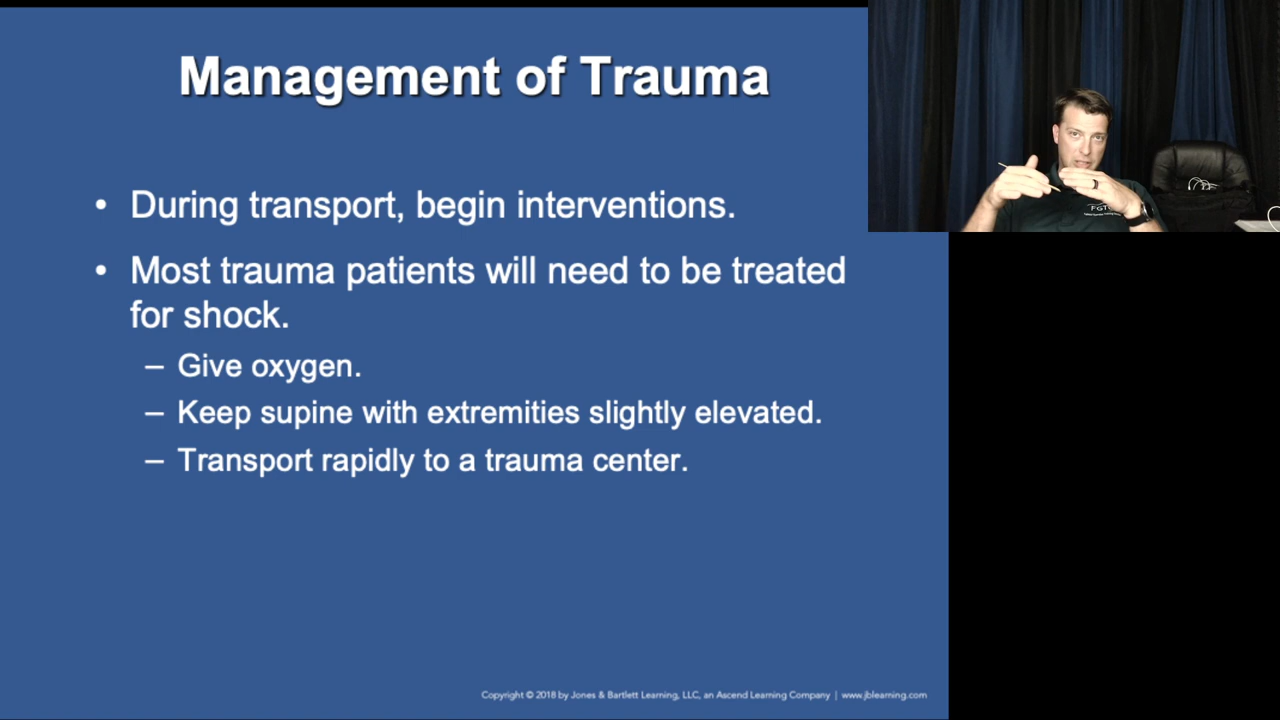 Management of Trauma
• During transport, begin interventions.
• Most trauma patients will need to be treated
for shock.
– Give oxygen.
– Keep supine with extremities slightly elevated.
– Transport rapidly to a trauma center.
Copyright © 2018 by Jones & Bartlett Learning, LLC, an Ascend Learning Company | www.jblearning.com